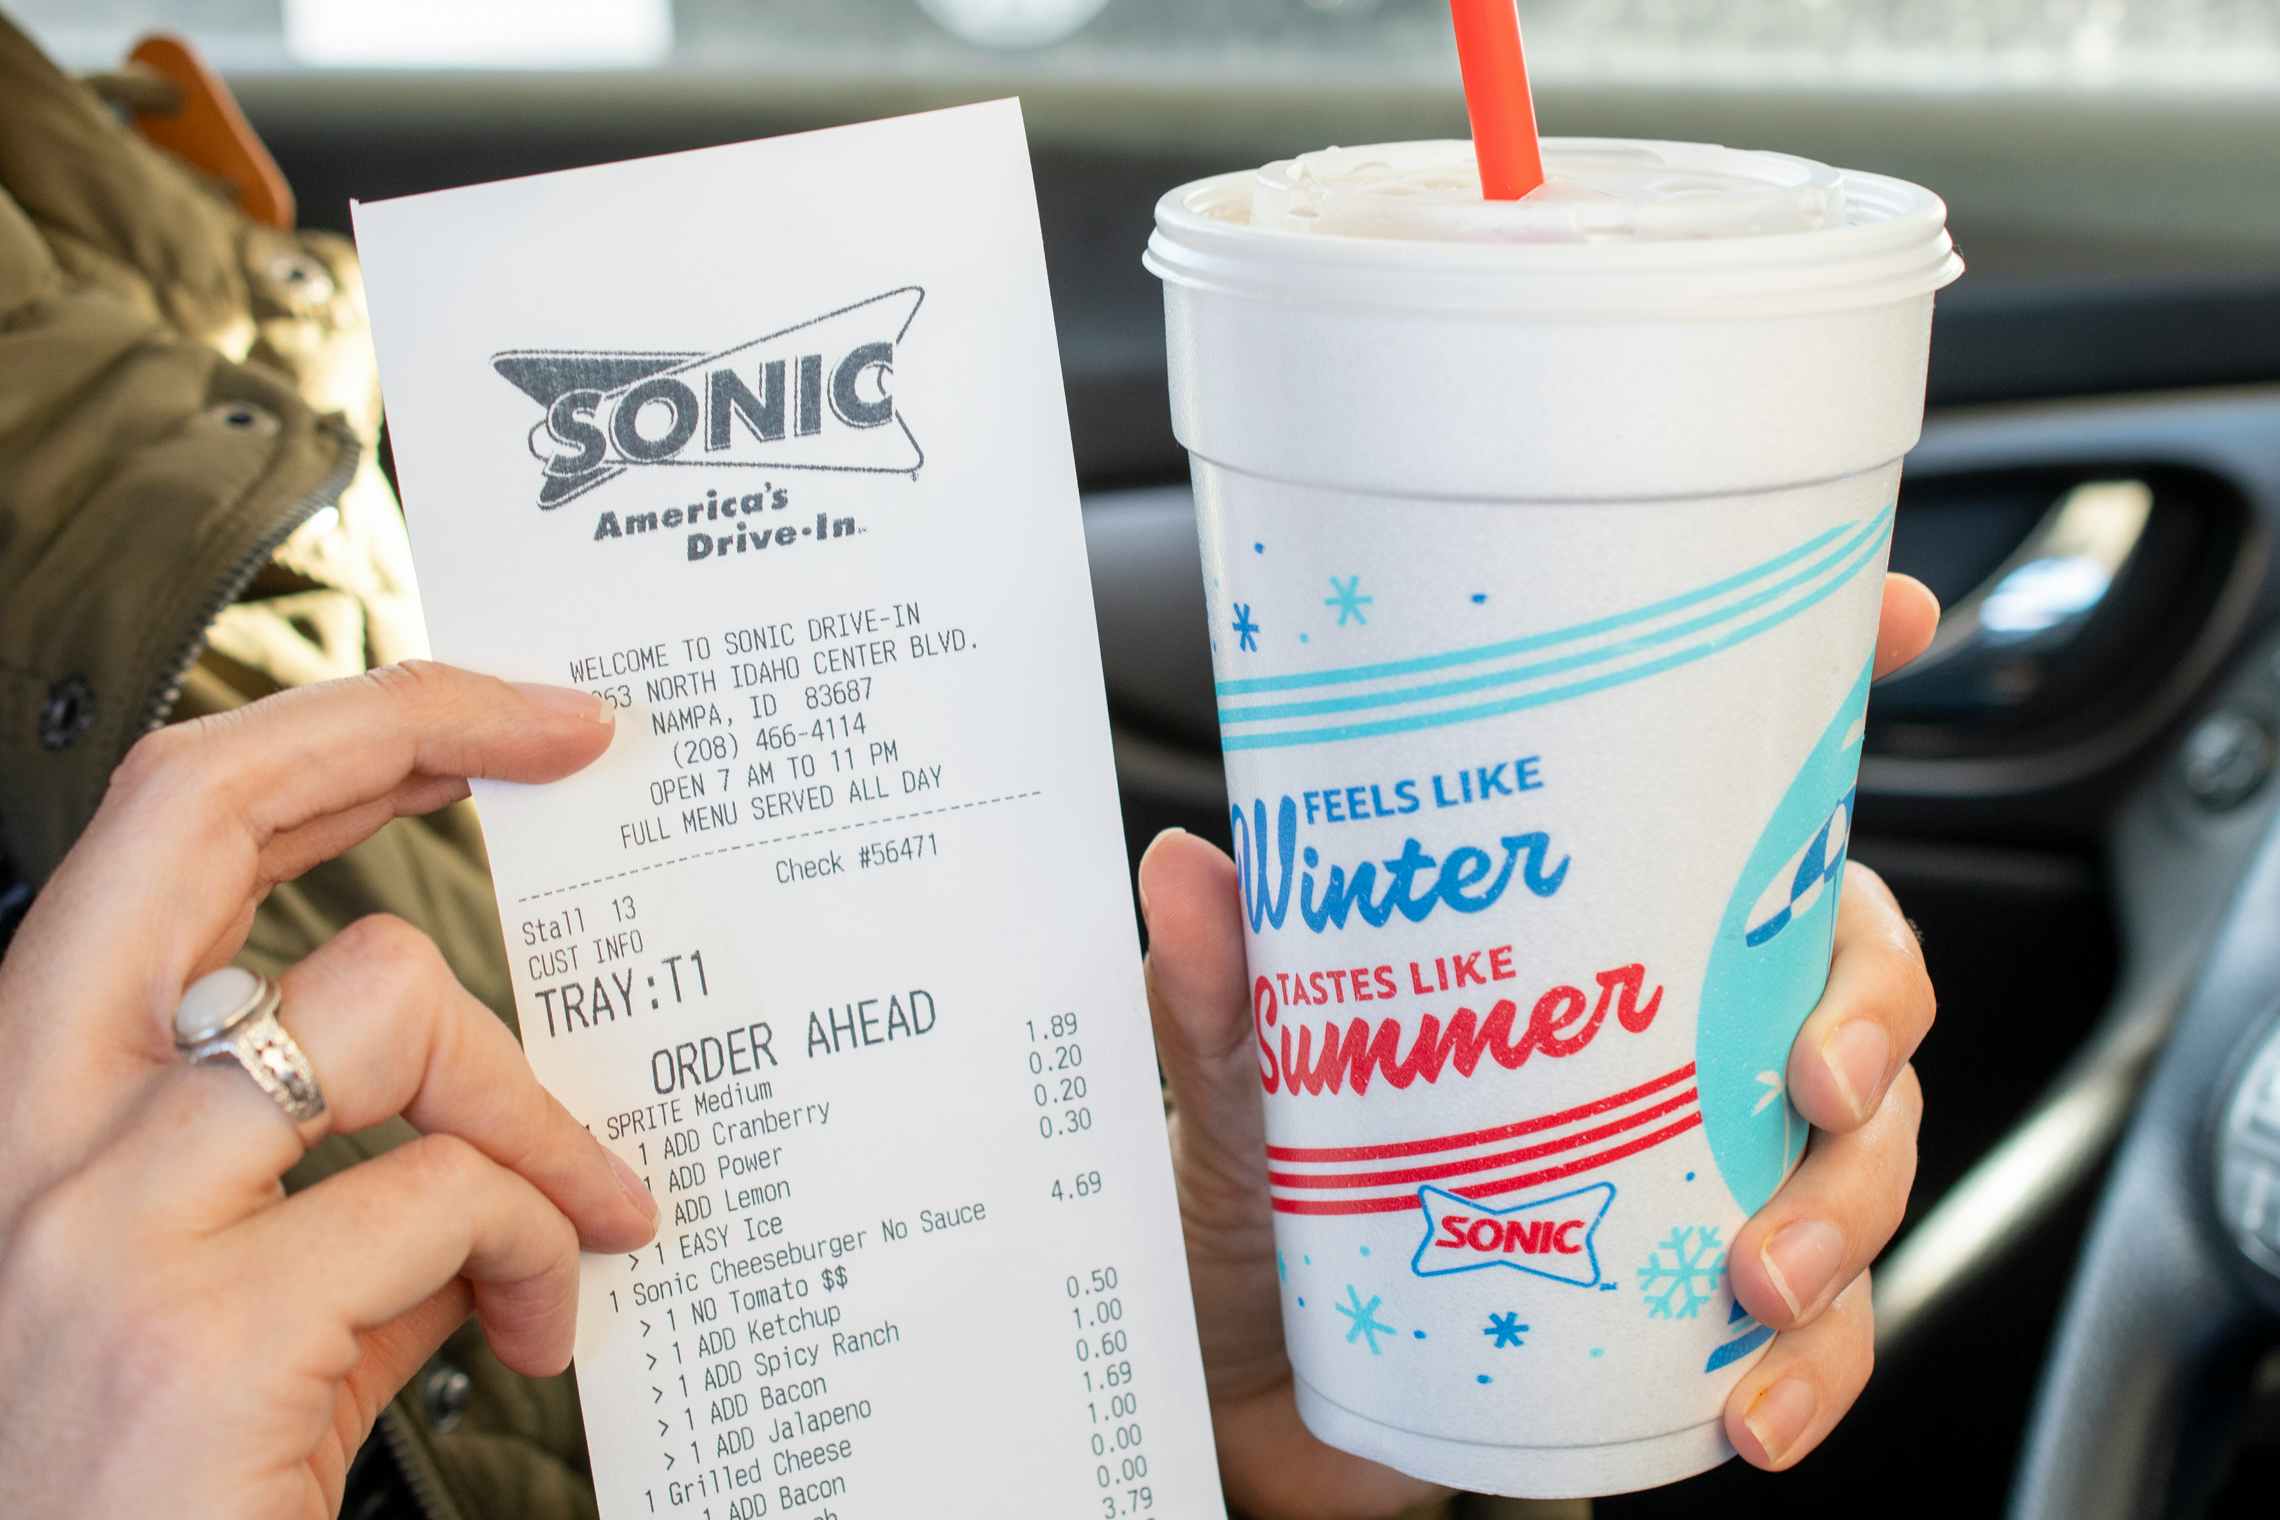 SONIC
America's
Drive-In
WELCOME TO SONIC DRIVE-IN
63 NORTH IDAHO CENTER BLVD.
NAMPA, ID 83687
(208) 466-4114
OPEN 7 AM TO 11 PM
FULL MENU SERVED ALL DAY
Check #56471
Stall 13
CUST INFO
TRAY:T1
ORDER AHEAD
SPRITE Medium 1.89
1 ADD Cranberry 0.20
1 ADD Power 0.20
ADD Lemon 0.30
> 1 EASY Ice
1 Sonic Cheeseburger No Sauce 4.69
> 1 NO Tomato $$
> 1 ADD Ketchup
> 1 ADD Spicy Ranch 0.50
> 1 ADD Bacon 1.00
> 1 ADD Jalapeno 0.60
1 Grilled Cheese 1.69
1 ADD Bacon 1.00
0.00
0.00
3.79
FEELS LIKE
Winter
TASTES LIKE
Summer
SONIC